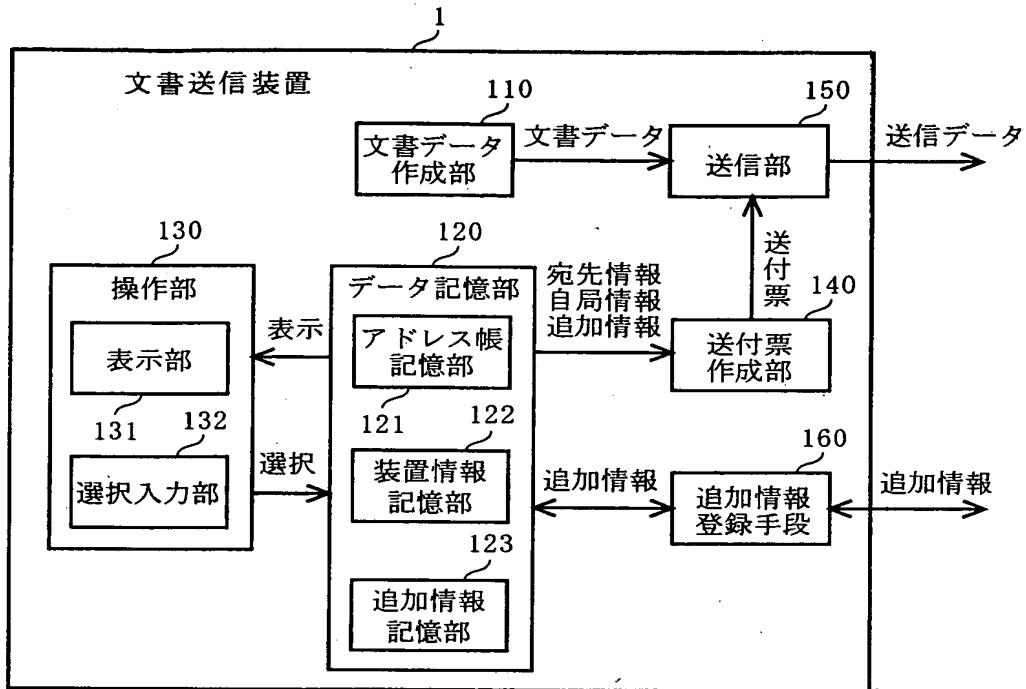 1
文書送信装置
110
150
文書データ
作成部
文書データ
送信部
送信データ
130
120
操作部
データ記憶部
宛先情報
自局情報
追加情報
送付票
140
表示
アドレス帳
記憶部
送付票
作成部
表示部
131
132
121
122
160
選択
選択入力部
装置情報
記憶部
追加情報
追加情報
登録手段
追加情報
123
追加情報
記憶部